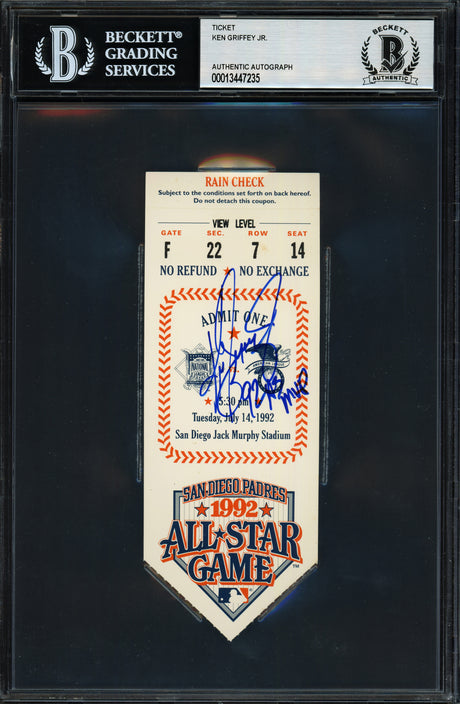 BECKETT®
GRADING
SERVICES
TICKET
KEN GRIFFEY JR.
AUTHENTIC AUTOGRAPH
00013447235
BECKETT
AUTHENTIC
RAIN CHECK
Subject to the conditions set forth on back hereof.
Do not detach this coupon.
VIEW LEVEL
GATE SEC. ROW SEAT
F 22 7 14
NO REFUND ★ NO EXCHANGE
ADMIT ONE
NATIONAL
LEAGUE
5:30 pm
Tuesday, July 14, 1992
MVP
San Diego Jack Murphy Stadium
SAN DIEGO PADRES
★ 1992 ★
ALL★STAR
GAME
TM